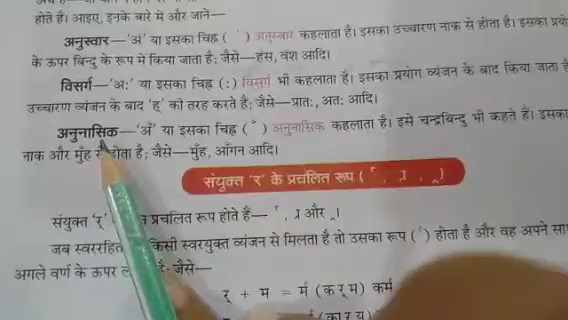 होते हैं। आइए, इनके बारे में और जानें—
अनुस्वार—'अं' या इसका चिह्न ( ं ) अनुस्वार कहलाता है। इसका उच्चारण नाक से होता है। इसका
के ऊपर बिन्दु के रूप में किया जाता है; जैसे—हंस, वंश आदि।
विसर्ग—'अः' या इसका चिह्न (:) विसर्ग भी कहलाता है। इसका प्रयोग व्यंजन के बाद किया जाता
उच्चारण व्यंजन के बाद 'ह्' की तरह करते हैं; जैसे—प्रातः, अतः आदि।
अनुनासिक—'अँ' या इसका चिह्न ( ँ ) अनुनासिक कहलाता है। इसे चन्द्रबिन्दु भी कहते हैं। इसका
नाक और मुँह से होता है; जैसे—मुँह, आँगन आदि।
संयुक्त 'र' के प्रचलित रूप ( र्, ्र, ्र )
संयुक्त 'र्' प्रचलित रूप होते हैं— र्, ्र और ्र।
जब स्वररहित किसी स्वरयुक्त व्यंजन से मिलता है तो उसका रूप ( र् ) होता है और वह अपने
अगले वर्ण के ऊपर है; जैसे—
र् + म = र्म (क र् म) कर्म
(का र् य)